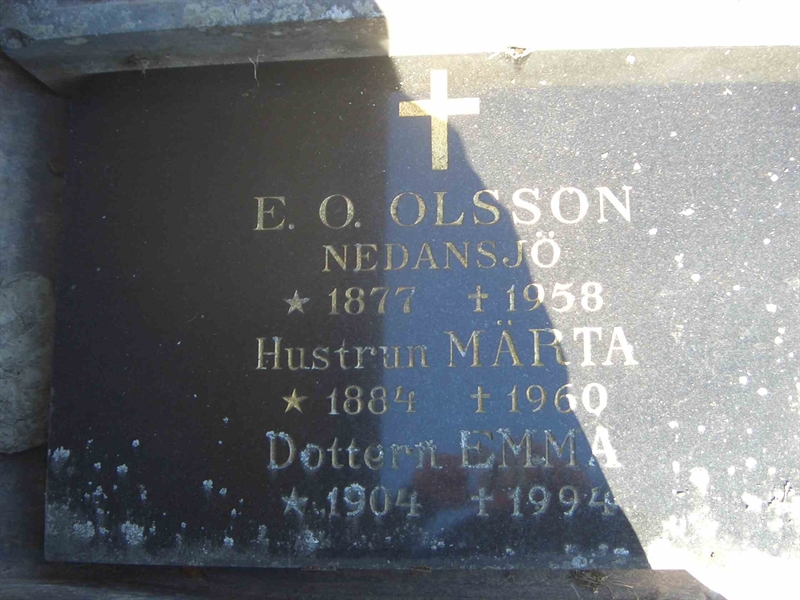 E. O. OLSSON
NEDANSJÖ
★ 1877 † 1958
Hustrun MÄRTA
★ 1884 † 1960
Dottern EMMA
★ 1904 † 1994